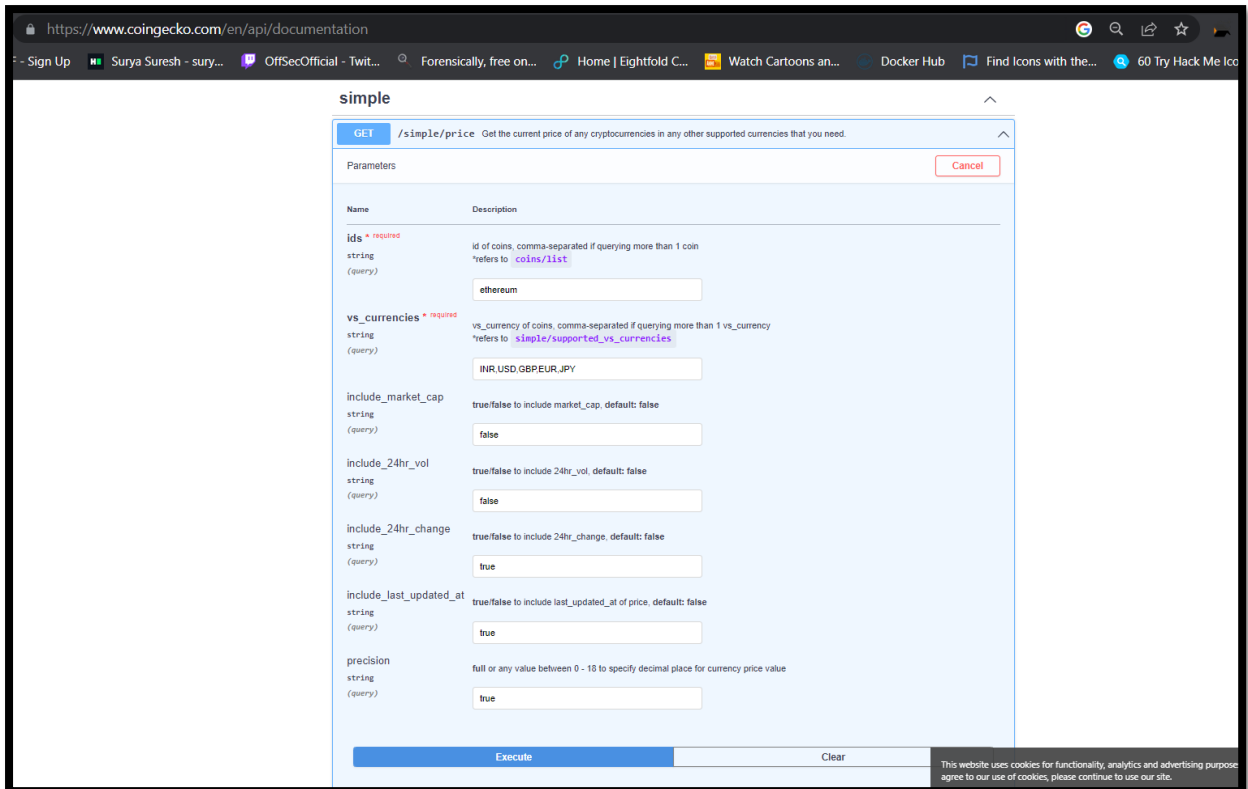 https://www.coingecko.com/en/api/documentation
- Sign Up Surya Suresh - sury... OffSecOfficial - Twit... Forensically, free on... Home | Eightfold C... Watch Cartoons an... Docker Hub Find Icons with the... 60 Try Hack Me Ico
simple
GET /simple/price Get the current price of any cryptocurrencies in any other supported currencies that you need.
Parameters Cancel
Name Description
ids * required
string
(query)
id of coins, comma-separated if querying more than 1 coin
*refers to coins/list
ethereum
vs_currencies * required
string
(query)
vs_currency of coins, comma-separated if querying more than 1 vs_currency
*refers to simple/supported_vs_currencies
INR,USD,GBP,EUR,JPY
include_market_cap
string
(query)
true/false to include market_cap, default: false
false
include_24hr_vol
string
(query)
true/false to include 24hr_vol, default: false
false
include_24hr_change
string
(query)
true/false to include 24hr_change, default: false
true
include_last_updated_at
string
(query)
true/false to include last_updated_at of price, default: false
true
precision
string
(query)
full or any value between 0 - 18 to specify decimal place for currency price value
true
Execute Clear
This website uses cookies for functionality, analytics and advertising purpose
agree to our use of cookies, please continue to use our site.